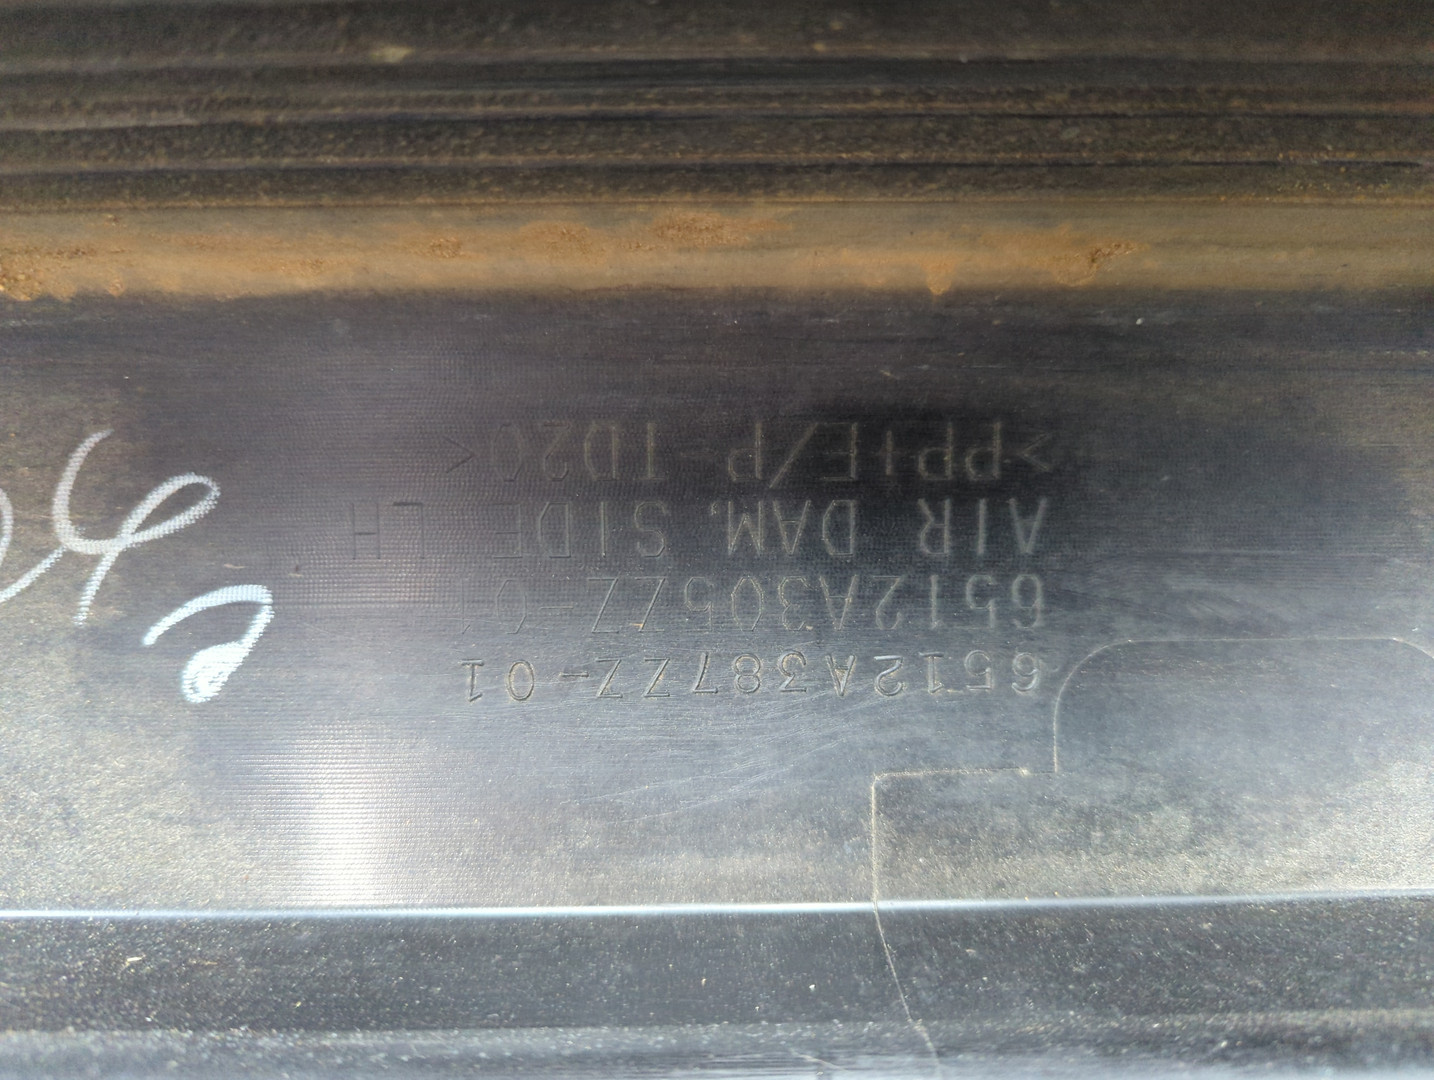 6512A387ZZ-01
6512A305ZZ-01
AIR DAM, SIDE LH
>PP+E/P-TD20<